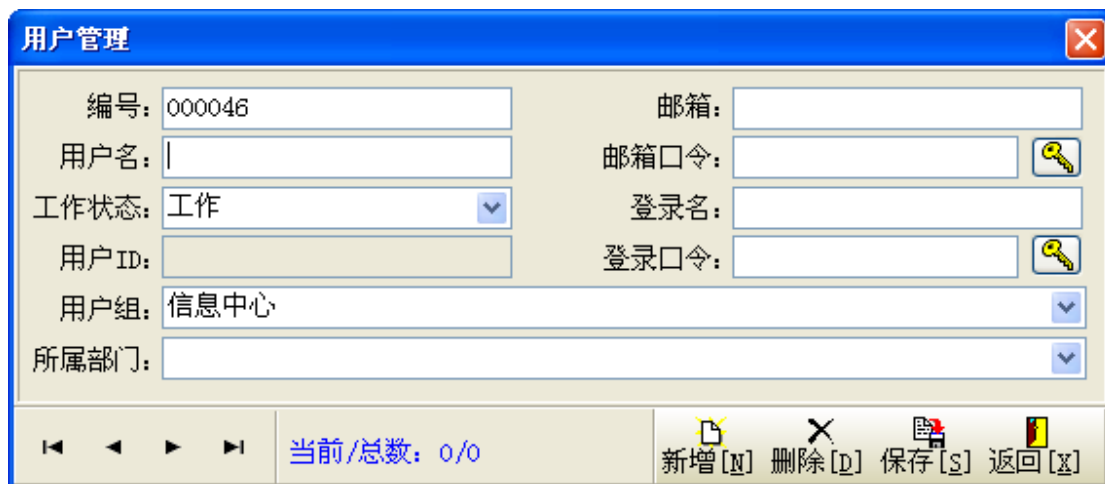 用户管理
编号：000046 邮箱：
用户名： 邮箱口令：
工作状态：工作 登录名：
用户ID： 登录口令：
用户组：信息中心
所属部门：
当前/总数：0/0 新增[N] 删除[D] 保存[S] 返回[X]